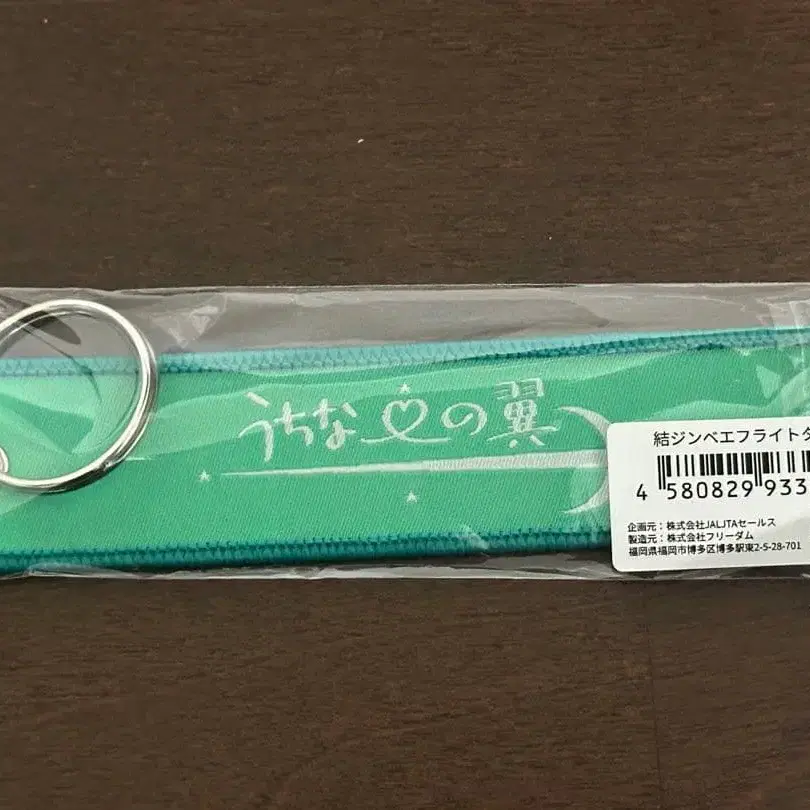 うちなーの翼
結ジンベエフライトタ
4 580829 933
企画元：株式会社JALJTAセールス
製造元：株式会社フリーダム
福岡県福岡市博多区博多駅東2-5-28-701